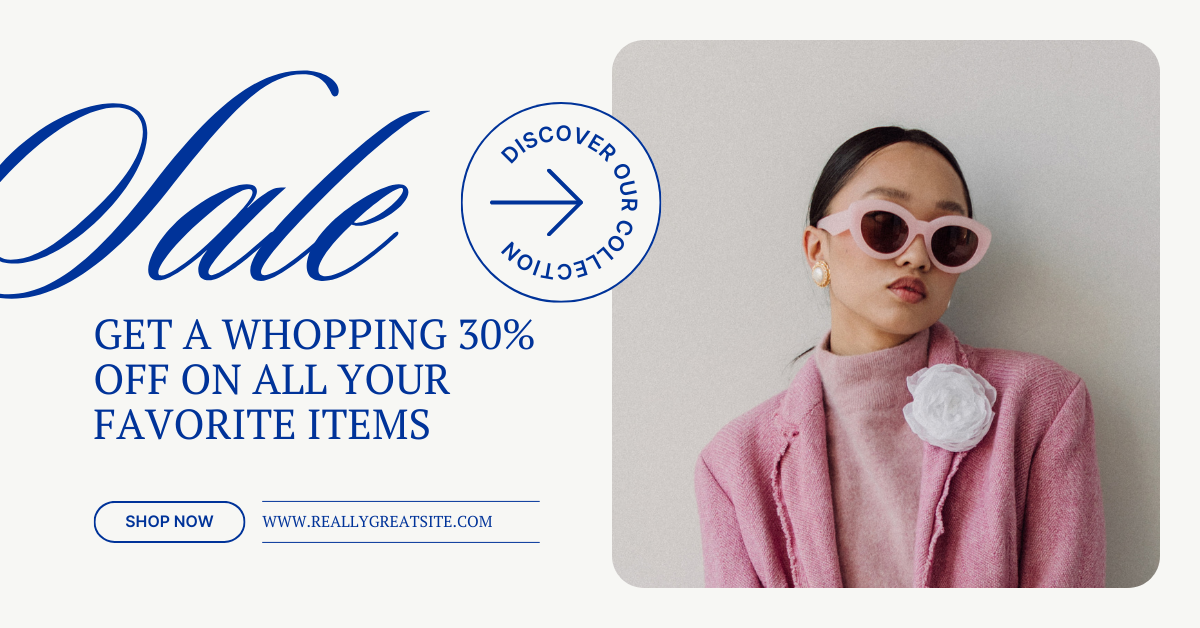 Sale
DISCOVER OUR COLLECTION
GET A WHOPPING 30%
OFF ON ALL YOUR
FAVORITE ITEMS
SHOP NOW
WWW.REALLYGREATSITE.COM